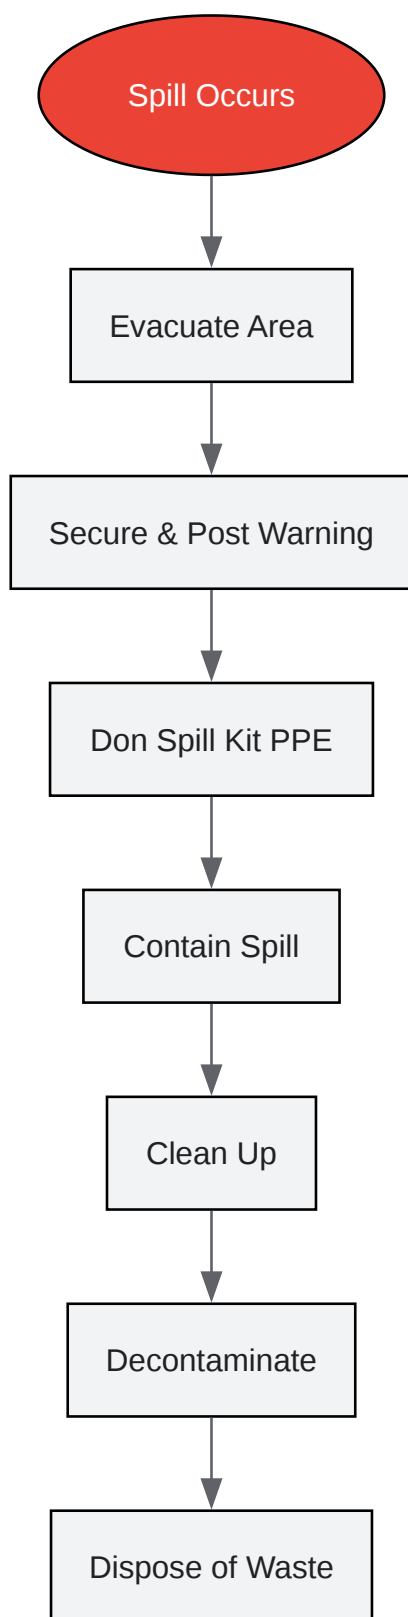 Spill Occurs
Evacuate Area
Secure & Post Warning
Don Spill Kit PPE
Contain Spill
Clean Up
Decontaminate
Dispose of Waste